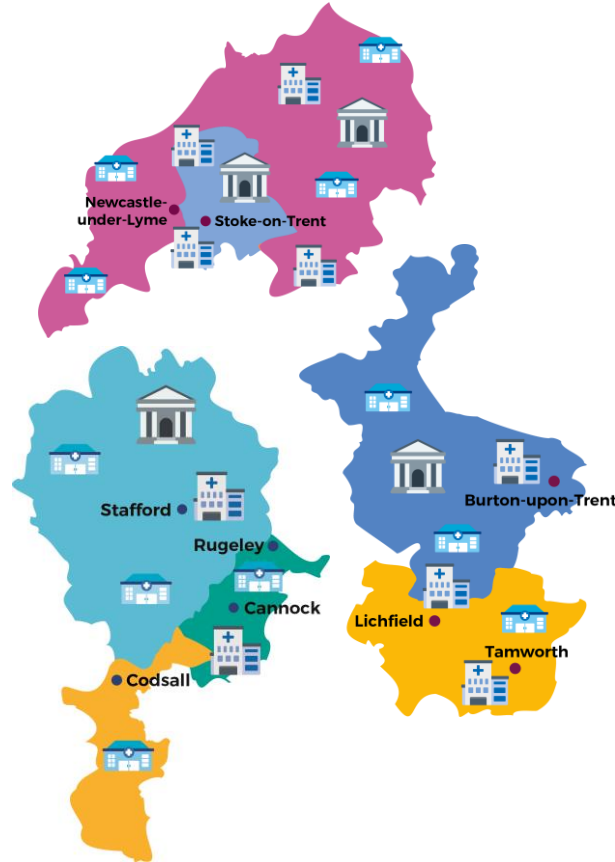 Newcastle-
under-Lyme
Stoke-on-Trent
Burton-upon-Trent
Stafford
Rugeley
Cannock
Lichfield
Tamworth
Codsall